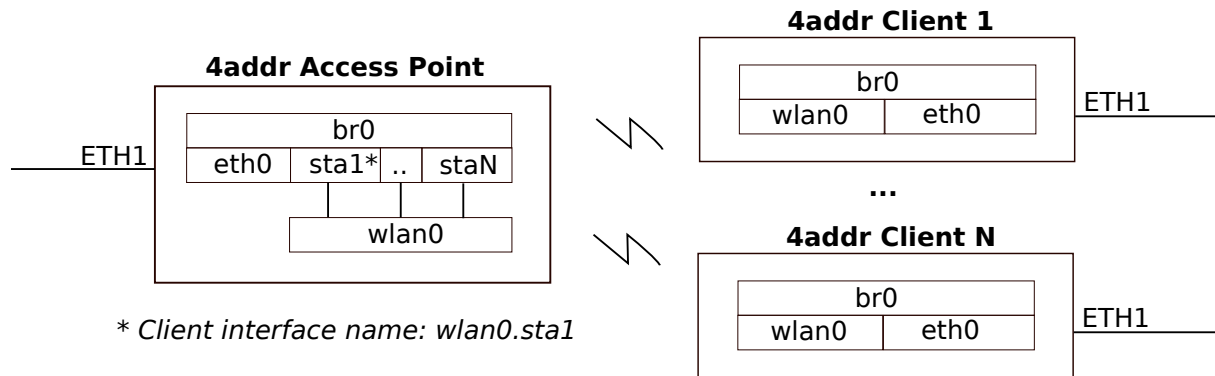 4addr Access Point
ETH1
br0
eth0 sta1* .. staN
wlan0
* Client interface name: wlan0.sta1
4addr Client 1
br0
wlan0 eth0
ETH1
...
4addr Client N
br0
wlan0 eth0
ETH1